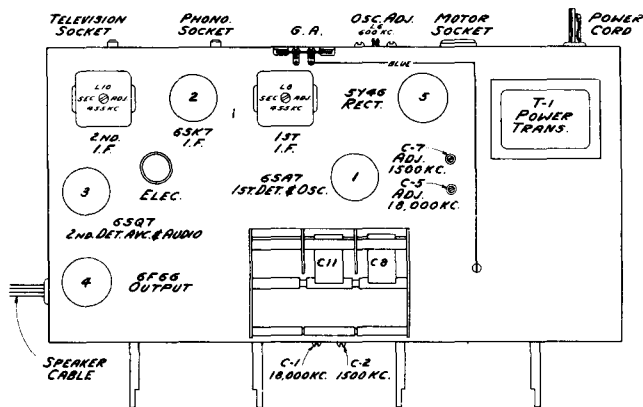 TELEVISION
SOCKET
PHONO.
SOCKET
G. A.
OSC. ADJ.
L6
600 KC.
MOTOR
SOCKET
POWER
CORD
BLUE
L10
SEC ADJ
455 KC
2ND.
I.F.
2
6SK7
I.F.
L8
SEC ADJ
455 KC
1ST
I.F.
5Y4G
RECT.
5
T-1
POWER
TRANS.
C-7
ADJ.
1500 KC.
C-5
ADJ
18,000 KC.
3
ELEC.
6SA7
1ST. DET. & OSC.
1
6SQ7
2ND. DET. AVC. & AUDIO
4
6F6G
OUTPUT
C11
C8
SPEAKER
CABLE
C-1
18,000 KC.
C-2
1500 KC.